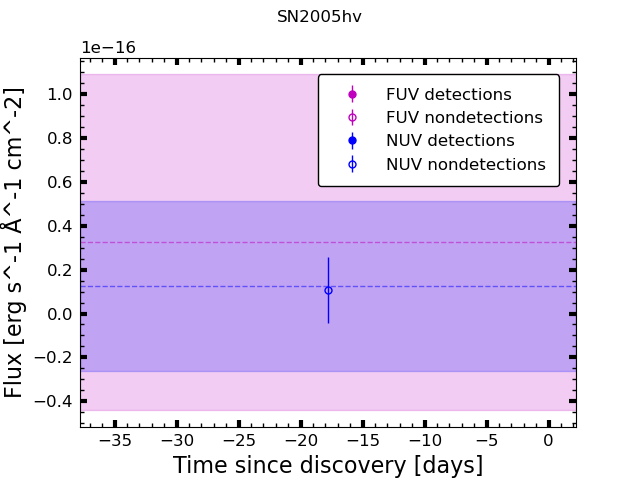 SN2005hv
1e−16
FUV detections
FUV nondetections
NUV detections
NUV nondetections
1.0
0.8
0.6
0.4
0.2
0.0
−0.2
−0.4
Flux [erg s^-1 Å^-1 cm^-2]
−35 −30 −25 −20 −15 −10 −5 0
Time since discovery [days]